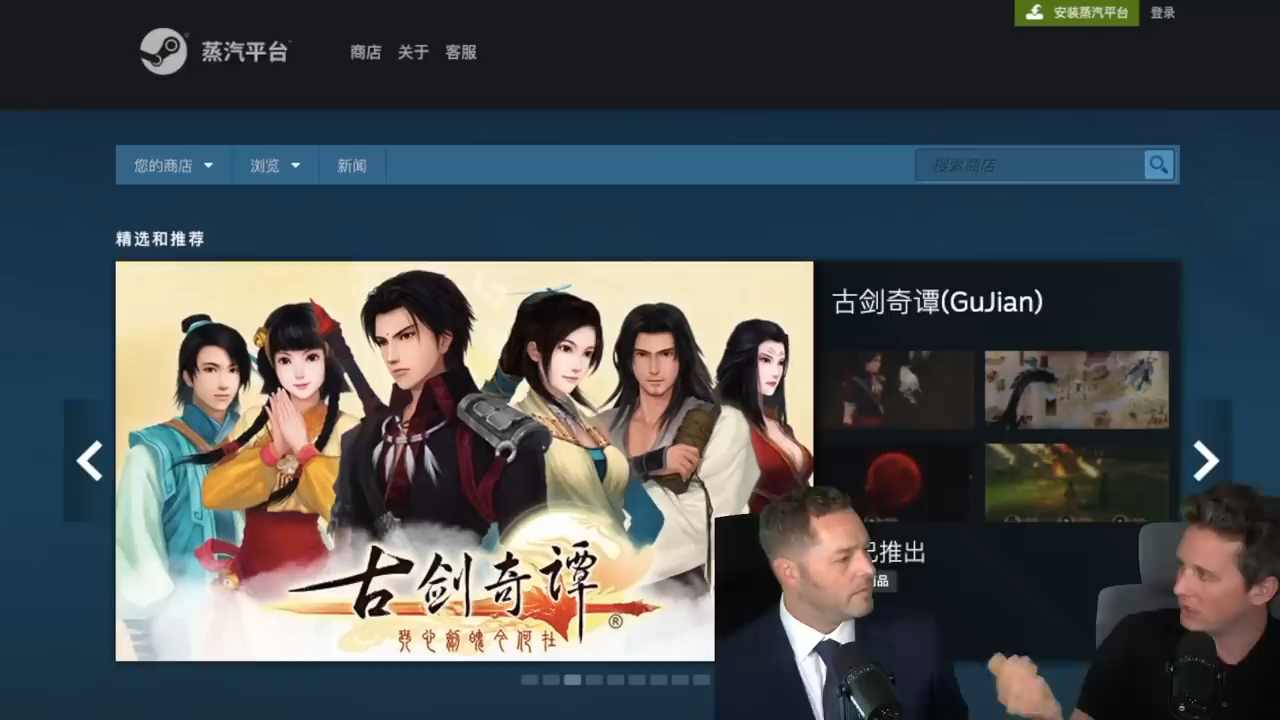 安装蒸汽平台 登录
蒸汽平台 商店 关于 客服
您的商店 浏览 新闻 搜索商店
精选和推荐
古剑奇谭(GuJian)
已推出
古剑奇谭
®